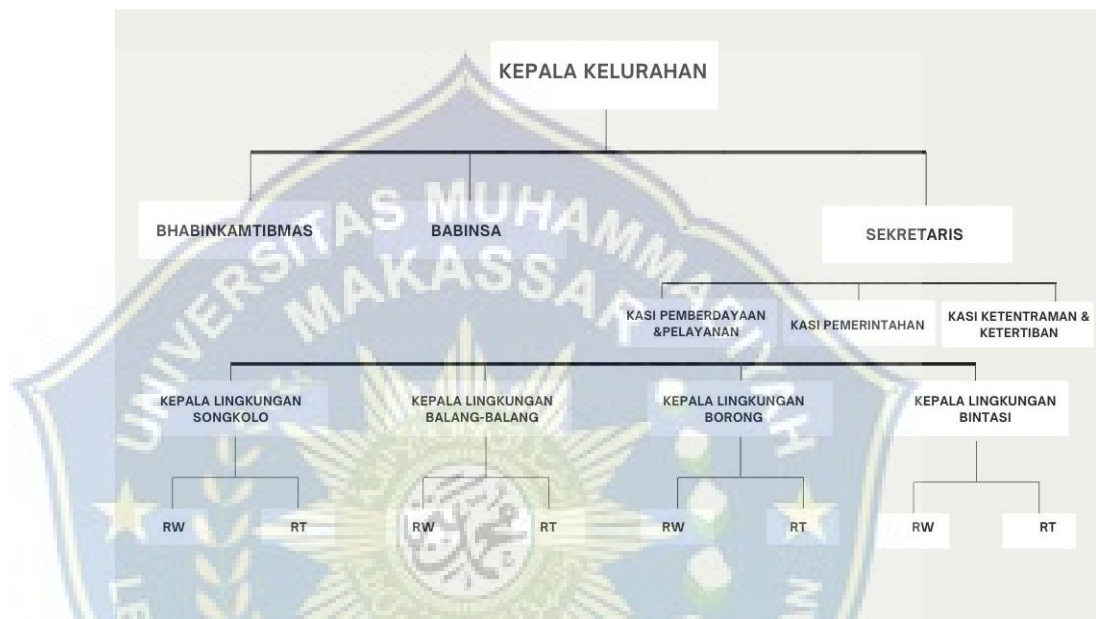 KEPALA KELURAHAN
BHABINKAMTIBMAS
BABINSA
SEKRETARIS
UNIVERSITAS MUHAMMADIYAH
MAKASSAR
KASI PEMBERDAYAAN
&PELAYANAN
KASI PEMERINTAHAN
KASI KETENTRAMAN &
KETERTIBAN
KEPALA LINGKUNGAN
SONGKOLO
KEPALA LINGKUNGAN
BALANG-BALANG
KEPALA LINGKUNGAN
BORONG
KEPALA LINGKUNGAN
BINTASI
RW
RT
RW
RT
RW
RT
RW
RT
محمد